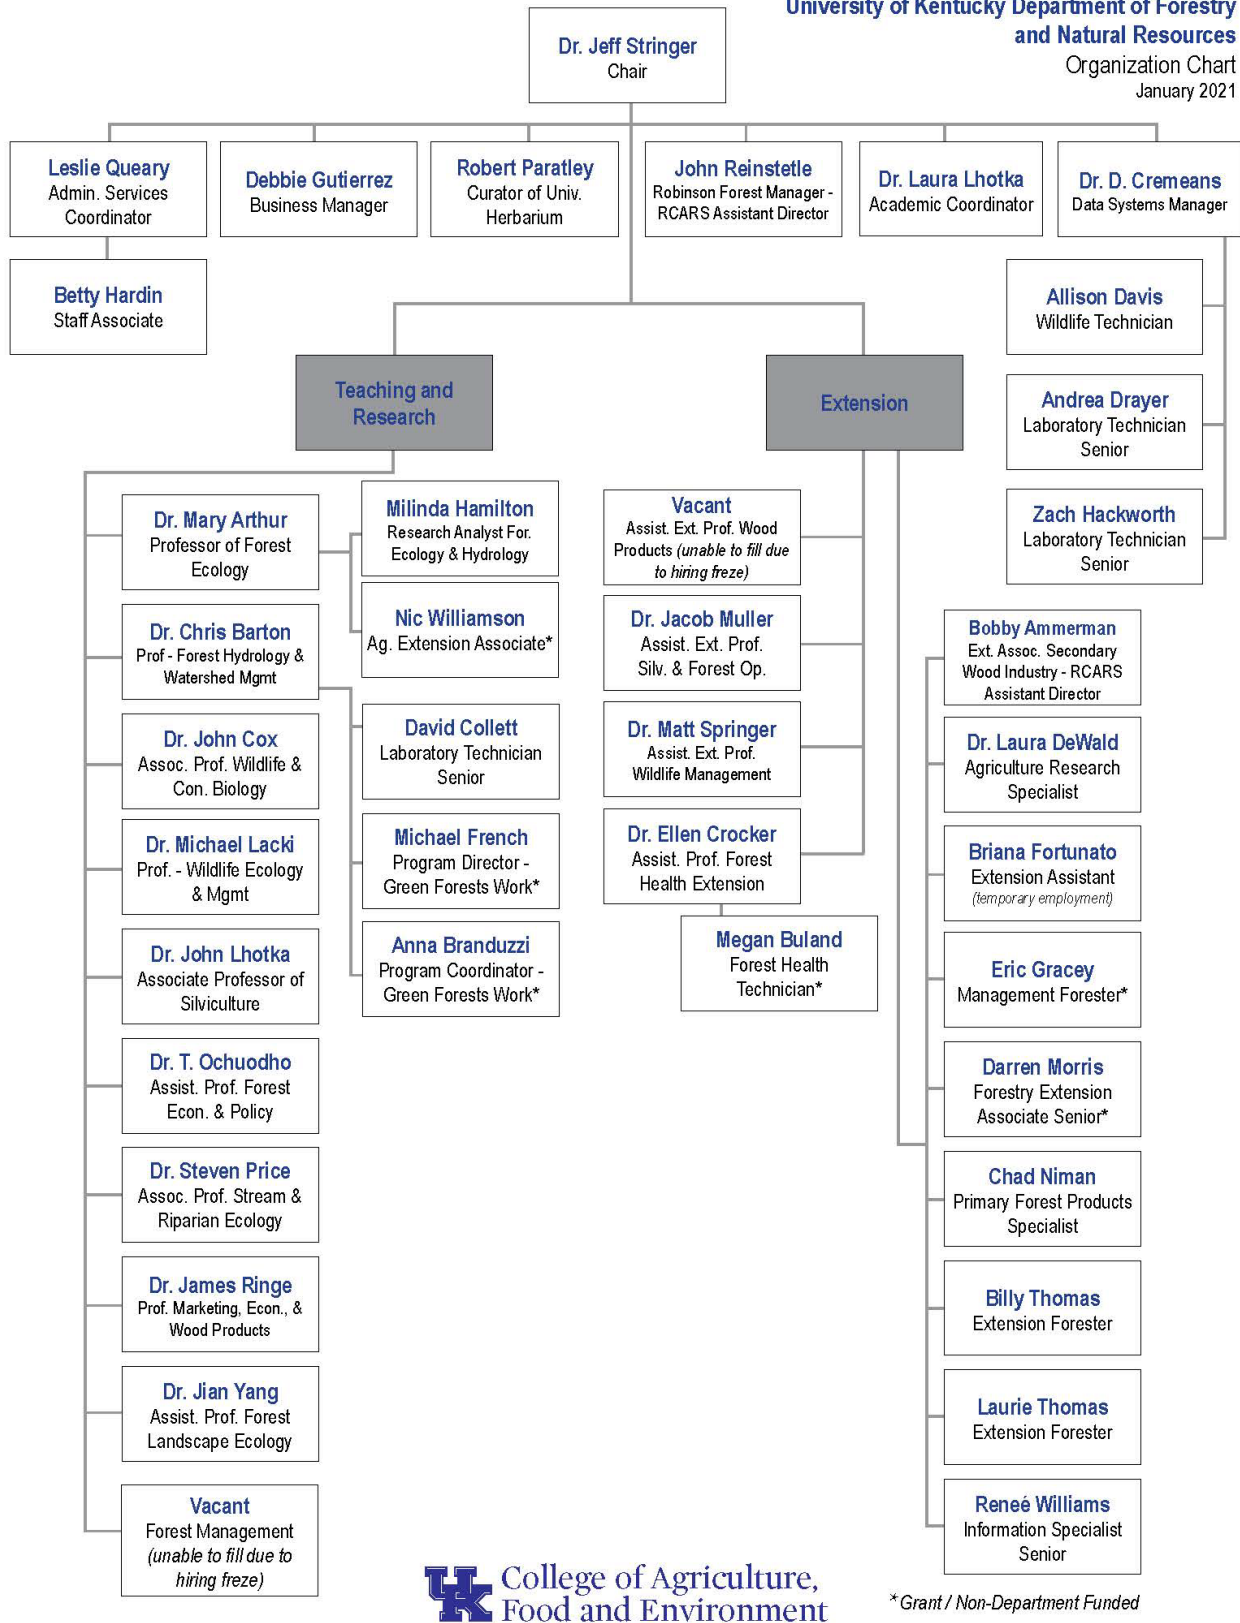 University of Kentucky Department of Forestry
and Natural Resources
Organization Chart
January 2021
Dr. Jeff Stringer
Chair
Leslie Queary
Admin. Services
Coordinator
Debbie Gutierrez
Business Manager
Robert Paratley
Curator of Univ.
Herbarium
John Reinstetle
Robinson Forest Manager -
RCARS Assistant Director
Dr. Laura Lhotka
Academic Coordinator
Dr. D. Cremeans
Data Systems Manager
Betty Hardin
Staff Associate
Allison Davis
Wildlife Technician
Andrea Drayer
Laboratory Technician
Senior
Zach Hackworth
Laboratory Technician
Senior
Teaching and
Research
Extension
Dr. Mary Arthur
Professor of Forest
Ecology
Dr. Chris Barton
Prof - Forest Hydrology &
Watershed Mgmt
Dr. John Cox
Assoc. Prof. Wildlife &
Con. Biology
Dr. Michael Lacki
Prof. - Wildlife Ecology
& Mgmt
Dr. John Lhotka
Associate Professor of
Silviculture
Dr. T. Ochuodho
Assist. Prof. Forest
Econ. & Policy
Dr. Steven Price
Assoc. Prof. Stream &
Riparian Ecology
Dr. James Ringe
Prof. Marketing, Econ., &
Wood Products
Dr. Jian Yang
Assist. Prof. Forest
Landscape Ecology
Vacant
Forest Management
(unable to fill due to
hiring freze)
Milinda Hamilton
Research Analyst For.
Ecology & Hydrology
Nic Williamson
Ag. Extension Associate*
David Collett
Laboratory Technician
Senior
Michael French
Program Director -
Green Forests Work*
Anna Branduzzi
Program Coordinator -
Green Forests Work*
Vacant
Assist. Ext. Prof. Wood
Products (unable to fill due
to hiring freze)
Dr. Jacob Muller
Assist. Ext. Prof.
Silv. & Forest Op.
Dr. Matt Springer
Assist. Ext. Prof.
Wildlife Management
Dr. Ellen Crocker
Assist. Prof. Forest
Health Extension
Megan Buland
Forest Health
Technician*
Bobby Ammerman
Ext. Assoc. Secondary
Wood Industry - RCARS
Assistant Director
Dr. Laura DeWald
Agriculture Research
Specialist
Briana Fortunato
Extension Assistant
(temporary employment)
Eric Gracey
Management Forester*
Darren Morris
Forestry Extension
Associate Senior*
Chad Niman
Primary Forest Products
Specialist
Billy Thomas
Extension Forester
Laurie Thomas
Extension Forester
Reneé Williams
Information Specialist
Senior
UK College of Agriculture,
Food and Environment
*Grant / Non-Department Funded